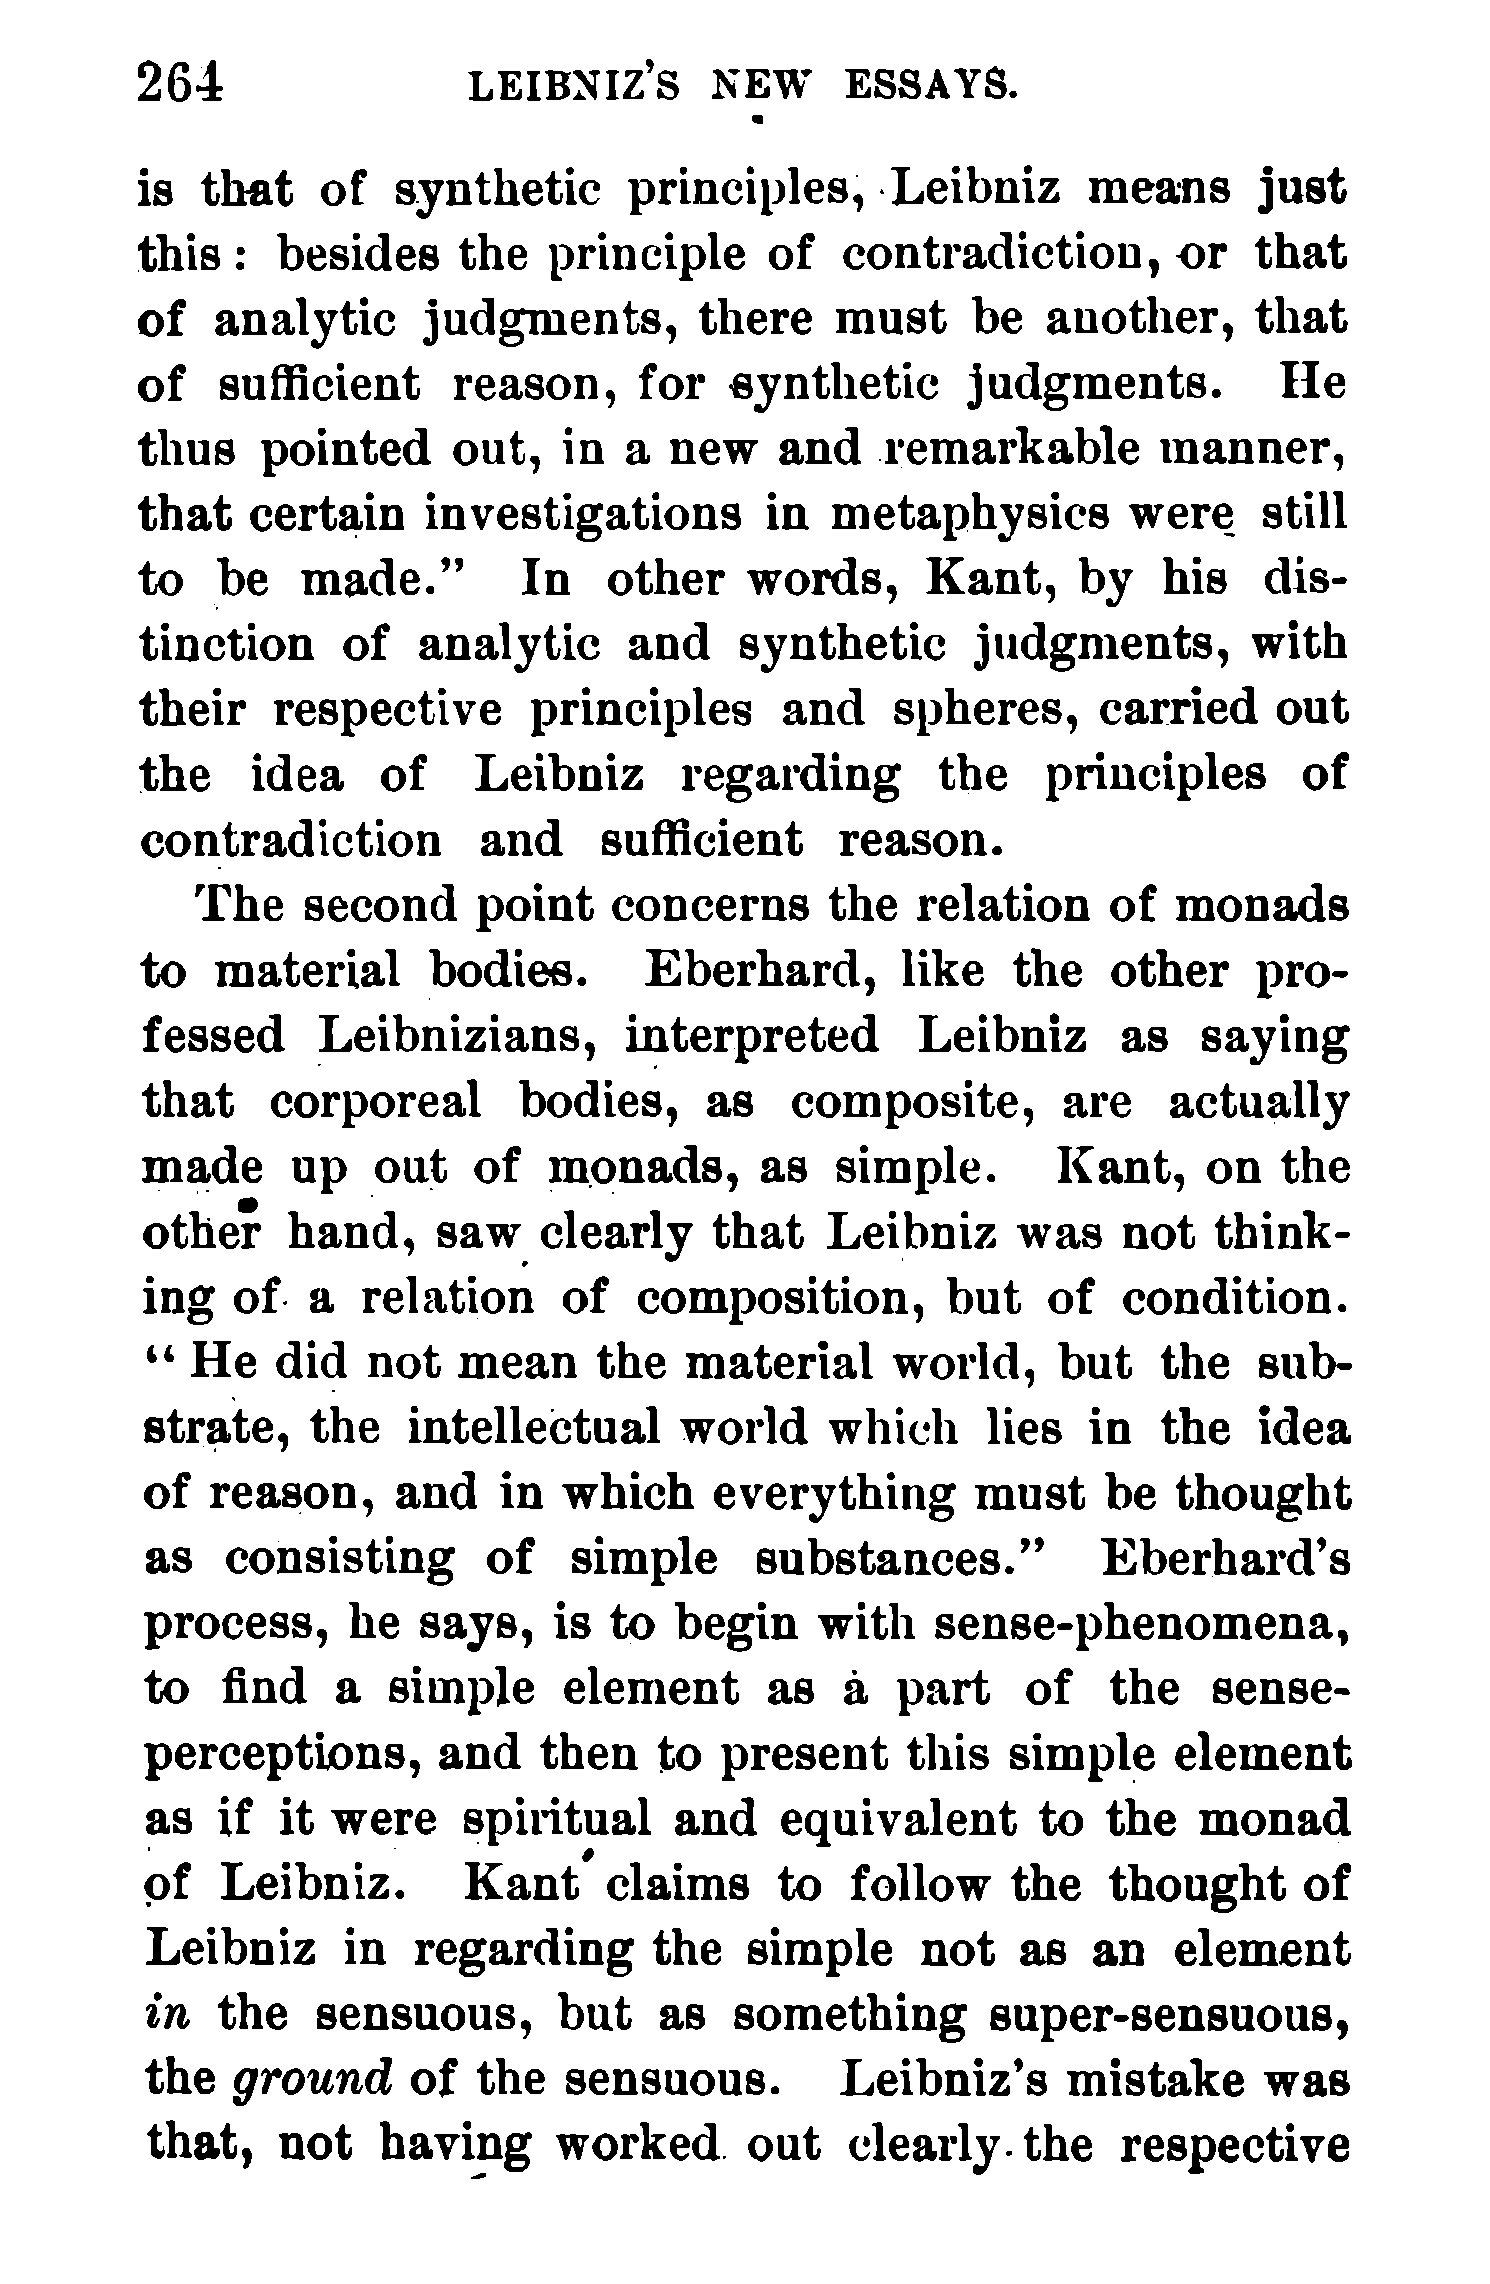 264 LEIBNIZ'S NEW ESSAYS.
is that of synthetic principles, Leibniz means just
this: besides the principle of contradiction, or that
of analytic judgments, there must be another, that
of sufficient reason, for synthetic judgments. He
thus pointed out, in a new and remarkable manner,
that certain investigations in metaphysics were still
to be made." In other words, Kant, by his dis-
tinction of analytic and synthetic judgments, with
their respective principles and spheres, carried out
the idea of Leibniz regarding the principles of
contradiction and sufficient reason.
The second point concerns the relation of monads
to material bodies. Eberhard, like the other pro-
fessed Leibnizians, interpreted Leibniz as saying
that corporeal bodies, as composite, are actually
made up out of monads, as simple. Kant, on the
other hand, saw clearly that Leibniz was not think-
ing of a relation of composition, but of condition.
"He did not mean the material world, but the sub-
strate, the intellectual world which lies in the idea
of reason, and in which everything must be thought
as consisting of simple substances." Eberhard's
process, he says, is to begin with sense-phenomena,
to find a simple element as a part of the sense-
perceptions, and then to present this simple element
as if it were spiritual and equivalent to the monad
of Leibniz. Kant claims to follow the thought of
Leibniz in regarding the simple not as an element
in the sensuous, but as something super-sensuous,
the ground of the sensuous. Leibniz's mistake was
that, not having worked out clearly the respective